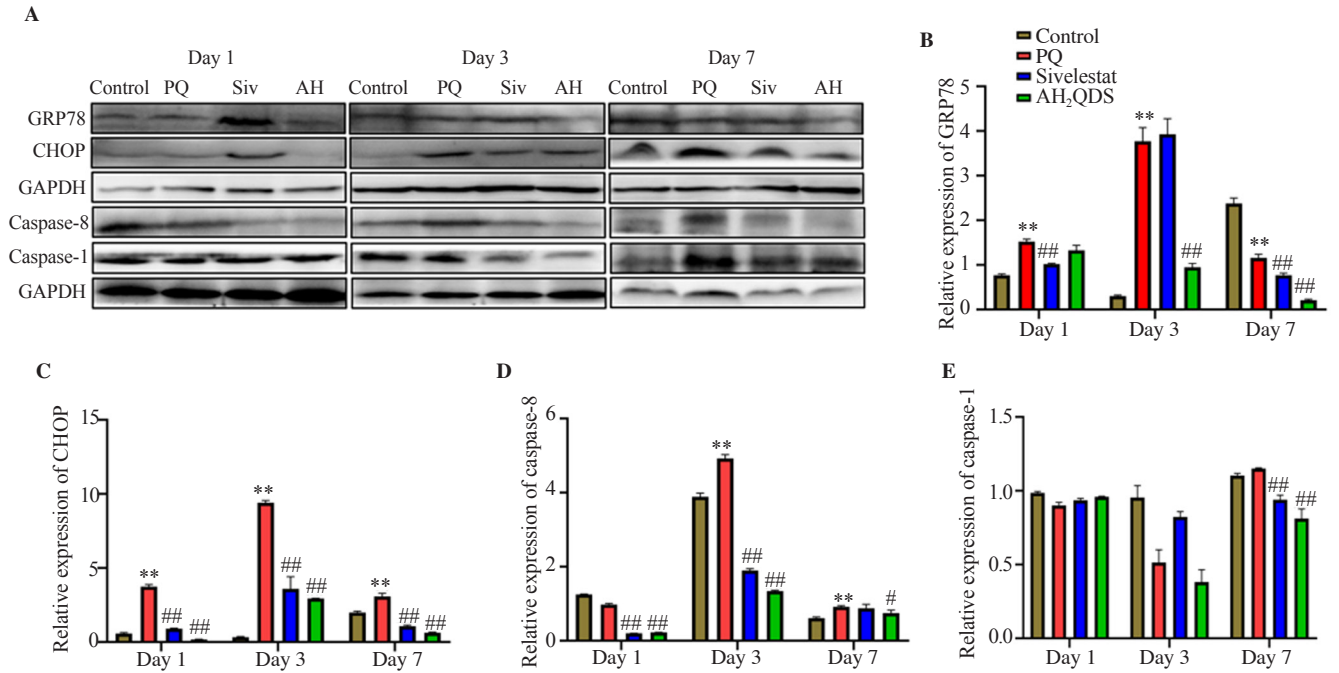 A
Day 1 Day 3 Day 7
Control PQ Siv AH Control PQ Siv AH Control PQ Siv AH
GRP78
CHOP
GAPDH
Caspase-8
Caspase-1
GAPDH
B
Control
PQ
Sivelestat
AH₂QDS
Relative expression of GRP78
5
4
3
2
1
0
** ## ** ## ** ## ##
Day 1 Day 3 Day 7
C
Relative expression of CHOP
15
10
5
0
** ## ## ** ## ## ** ## ##
Day 1 Day 3 Day 7
D
Relative expression of caspase-8
6
4
2
0
## ## ** ## ## ** #
Day 1 Day 3 Day 7
E
Relative expression of caspase-1
1.5
1.0
0.5
0.0
## ##
Day 1 Day 3 Day 7